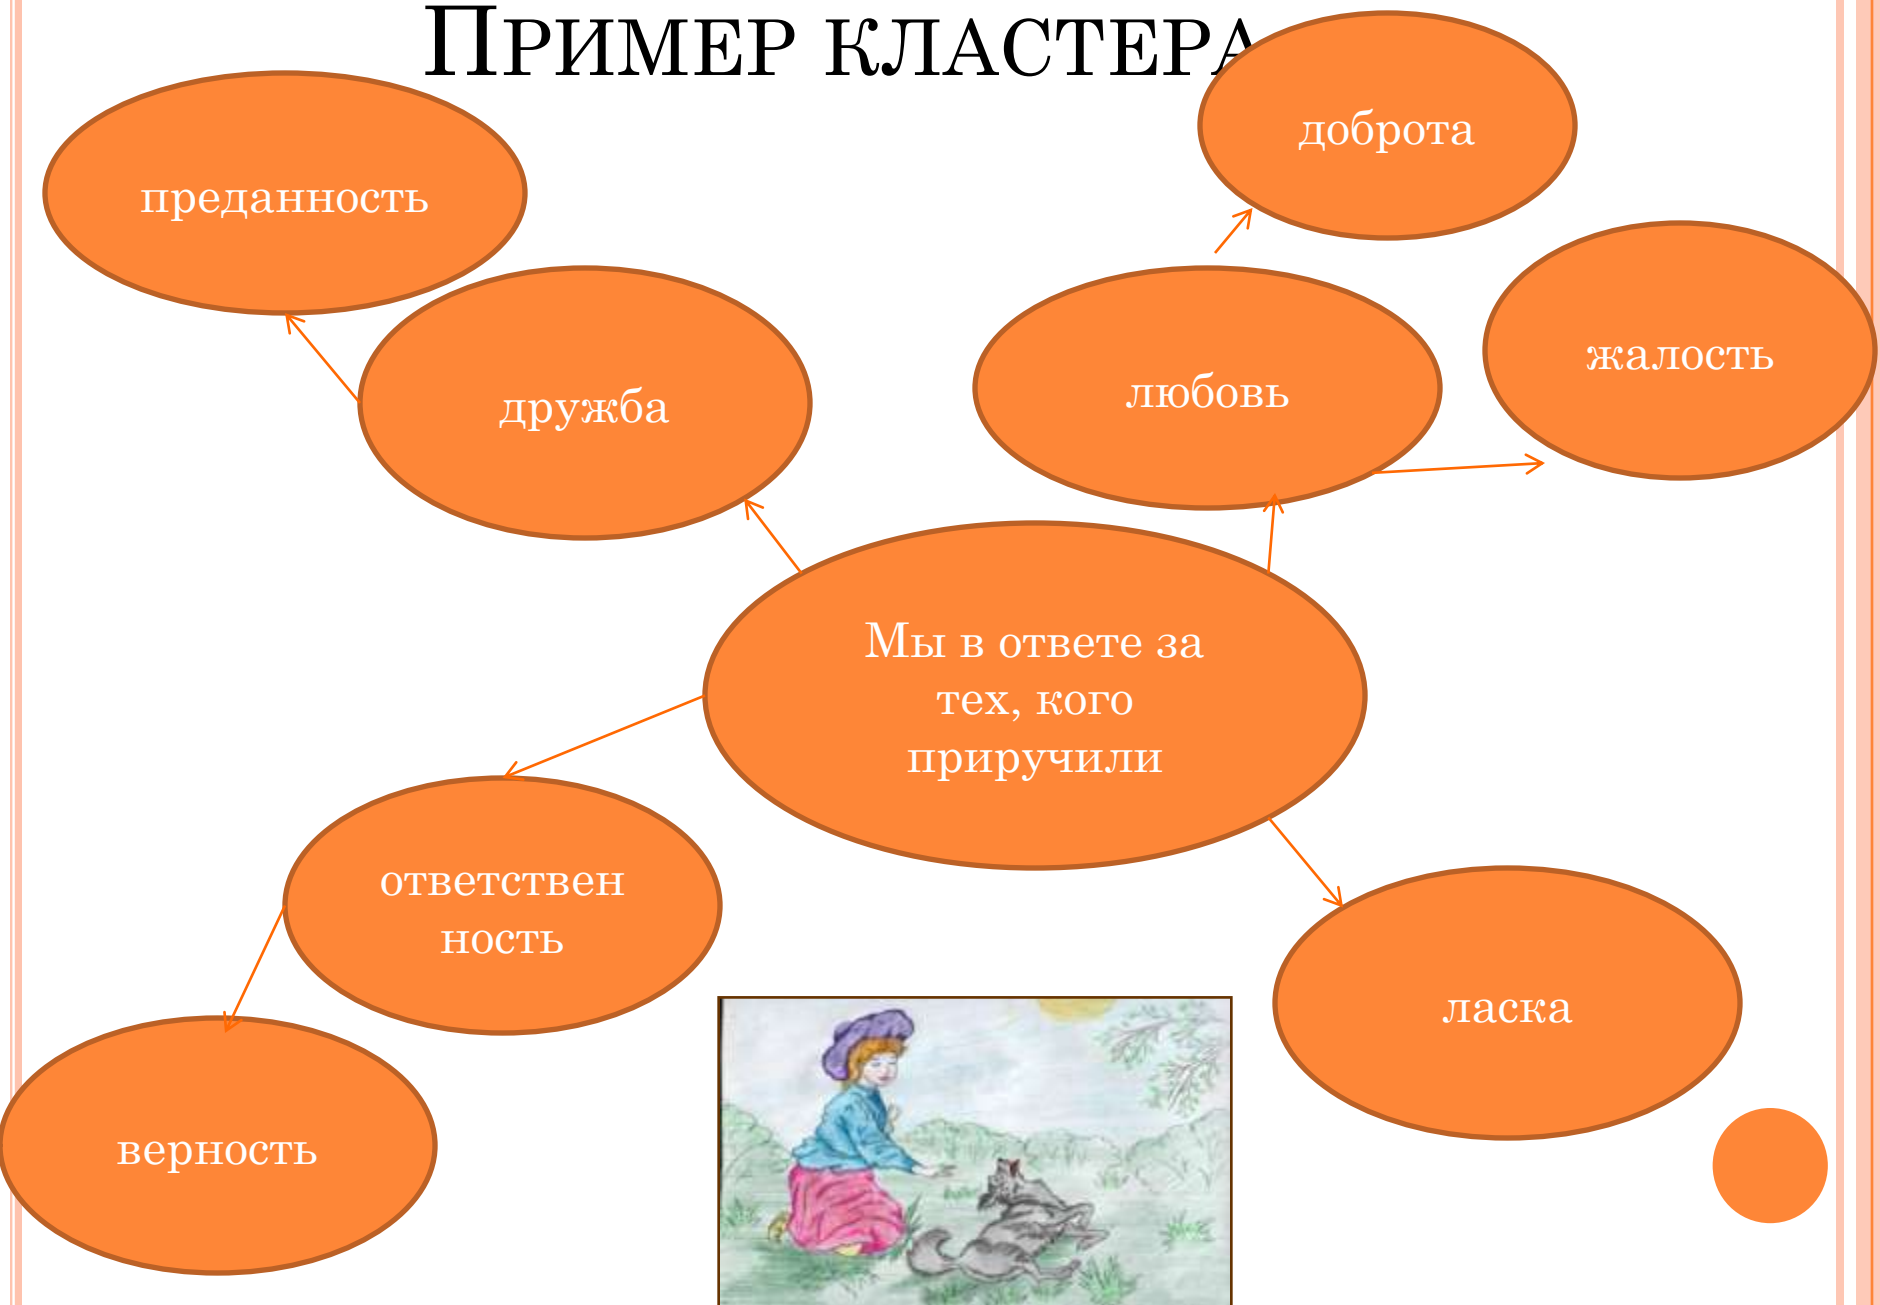 ПРИМЕР КЛАСТЕРА
доброта
преданность
жалость
любовь
дружба
Мы в ответе за
тех, кого
приручили
ответствен
ность
ласка
верность